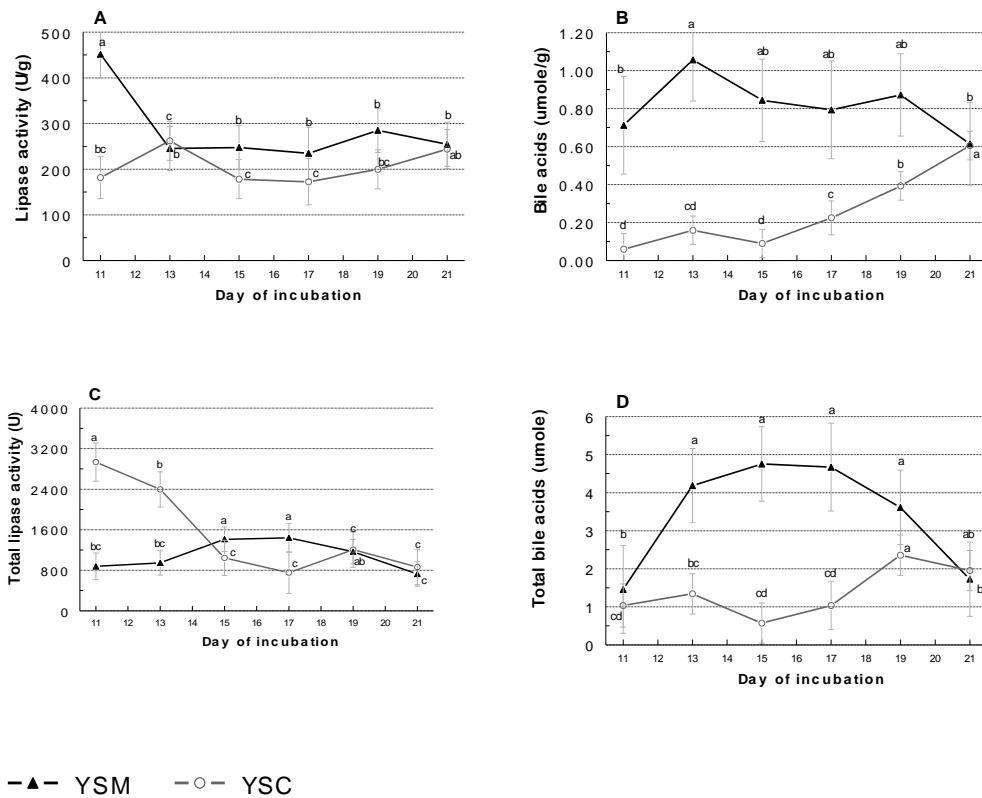 A
Lipase activity (U/g)
500
400
300
200
100
0
a
bc
c
b
b
c
b
c
b
bc
b
ab
11 12 13 14 15 16 17 18 19 20 21
Day of incubation
B
Bile acids (umole/g)
1.20
1.00
0.80
0.60
0.40
0.20
0.00
b
a
ab
ab
ab
b
d
cd
d
c
b
a
11 12 13 14 15 16 17 18 19 20 21
Day of incubation
C
Total lipase activity (U)
4000
3200
2400
1600
800
0
a
b
bc
bc
a
c
a
c
c
ab
c
c
11 12 13 14 15 16 17 18 19 20 21
Day of incubation
D
Total bile acids (umole)
6
5
4
3
2
1
0
b
a
a
a
a
ab
cd
bc
cd
cd
a
b
11 12 13 14 15 16 17 18 19 20 21
Day of incubation
YSM YSC